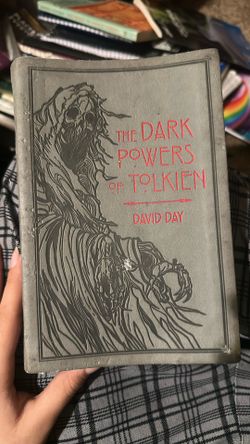 THE DARK
POWERS
OF TOLKIEN
DAVID DAY